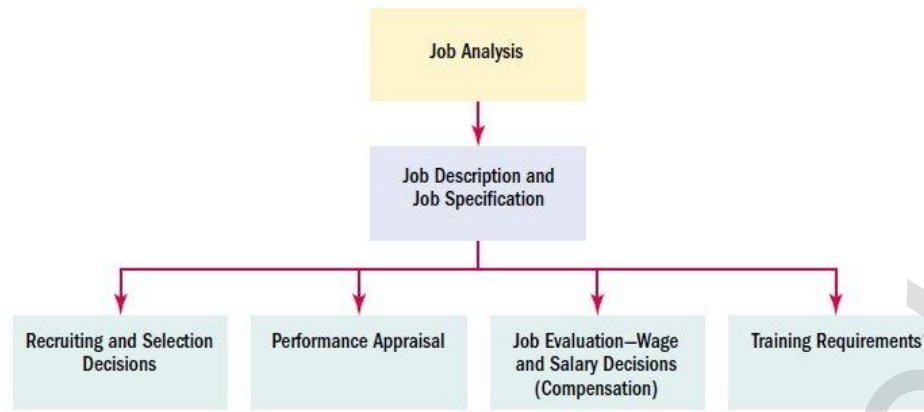 Job Analysis
Job Description and
Job Specification
Recruiting and Selection
Decisions
Performance Appraisal
Job Evaluation—Wage
and Salary Decisions
(Compensation)
Training Requirements